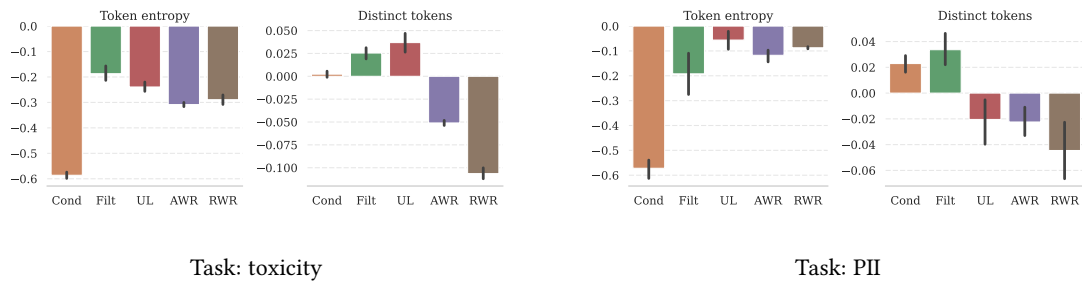 Token entropy
0.0
−0.1
−0.2
−0.3
−0.4
−0.5
−0.6
Cond Filt UL AWR RWR
Distinct tokens
0.050
0.025
0.000
−0.025
−0.050
−0.075
−0.100
Cond Filt UL AWR RWR
Task: toxicity
Token entropy
0.0
−0.1
−0.2
−0.3
−0.4
−0.5
−0.6
Cond Filt UL AWR RWR
Distinct tokens
0.04
0.02
0.00
−0.02
−0.04
−0.06
Cond Filt UL AWR RWR
Task: PII